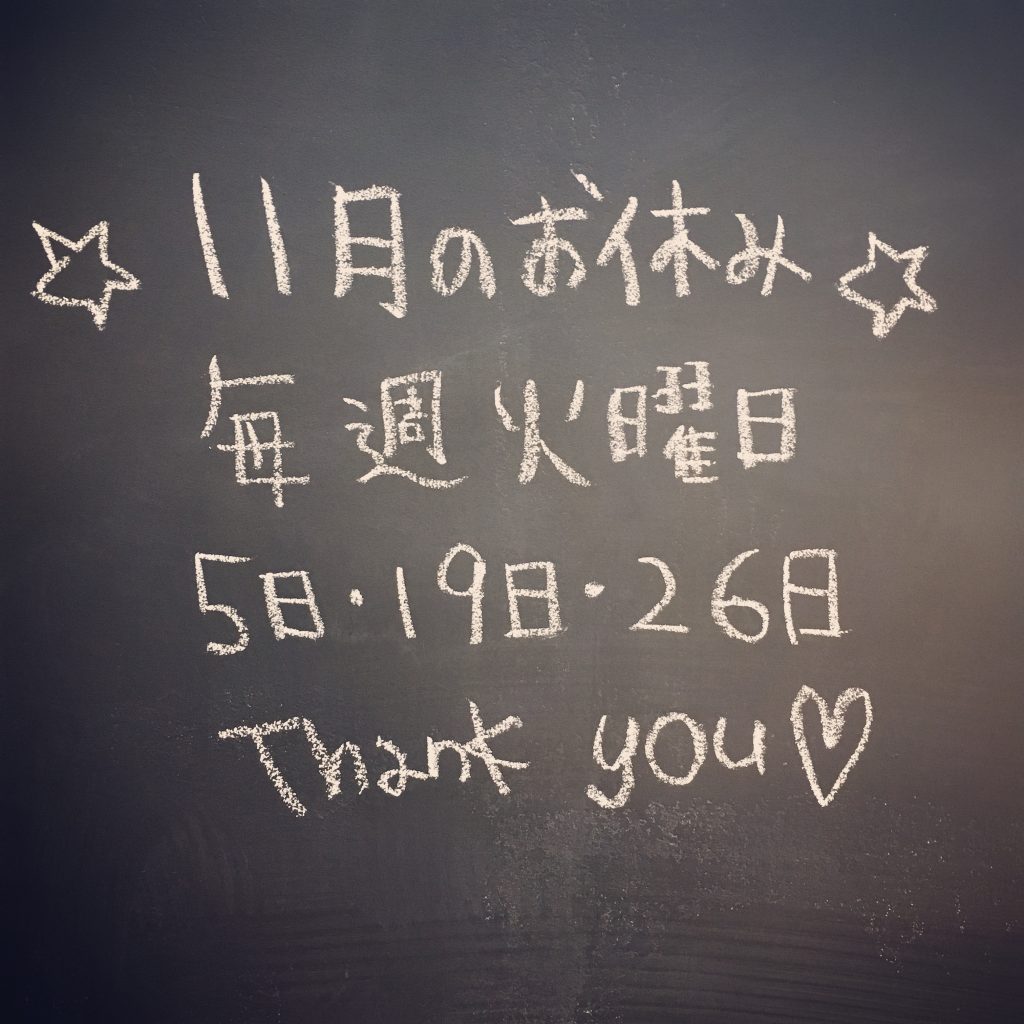 ☆ 11月のお休み ☆
毎週火曜日
5日・19日・26日
Thank you♡